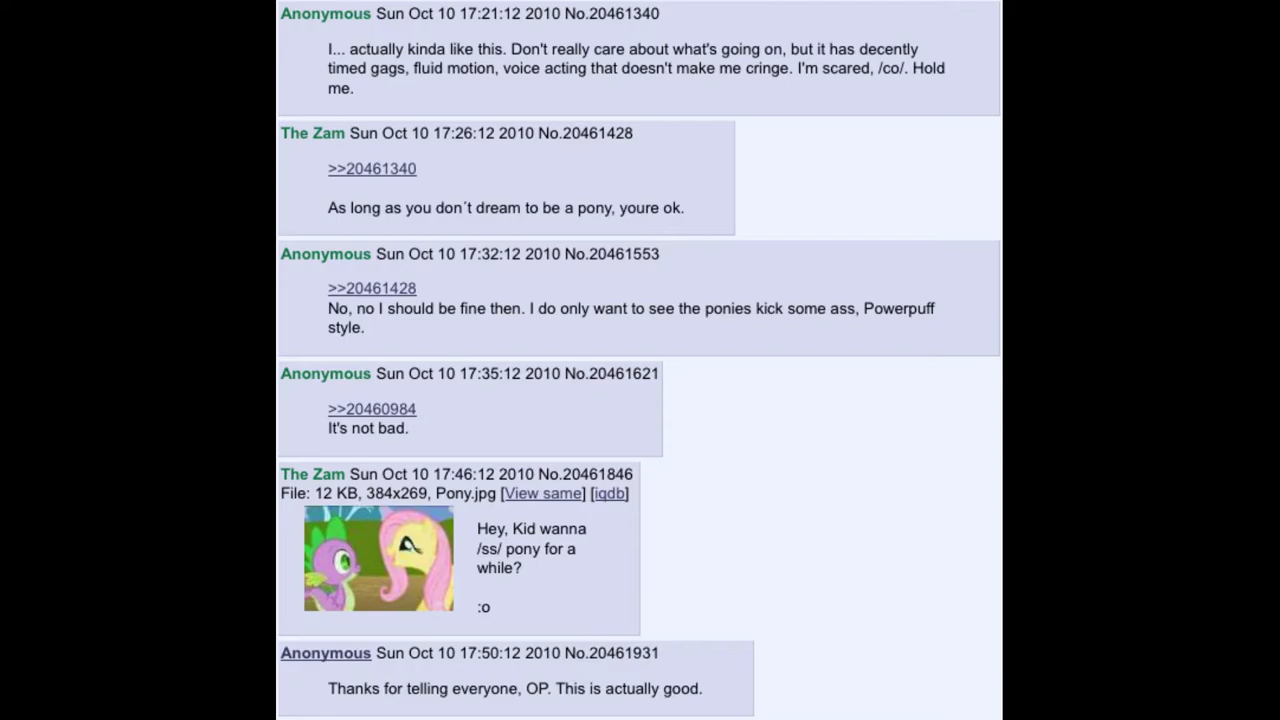 Anonymous Sun Oct 10 17:21:12 2010 No.20461340
I... actually kinda like this. Don't really care about what's going on, but it has decently
timed gags, fluid motion, voice acting that doesn't make me cringe. I'm scared, /co/. Hold
me.
The Zam Sun Oct 10 17:26:12 2010 No.20461428
>>20461340
As long as you don´t dream to be a pony, youre ok.
Anonymous Sun Oct 10 17:32:12 2010 No.20461553
>>20461428
No, no I should be fine then. I do only want to see the ponies kick some ass, Powerpuff
style.
Anonymous Sun Oct 10 17:35:12 2010 No.20461621
>>20460984
It's not bad.
The Zam Sun Oct 10 17:46:12 2010 No.20461846
File: 12 KB, 384x269, Pony.jpg [View same] [iqdb]
Hey, Kid wanna
/ss/ pony for a
while?
:o
Anonymous Sun Oct 10 17:50:12 2010 No.20461931
Thanks for telling everyone, OP. This is actually good.